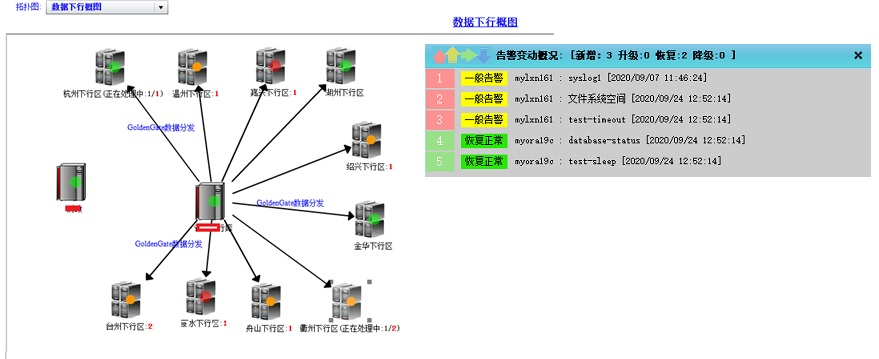 拓扑图: 数据下行概图
数据下行概图
告警变动概况: [新增: 3 升级:0 恢复:2 降级:0 ]
1 一般告警 mylxn161 : syslog1 [2020/09/07 11:46:24]
2 一般告警 mylxn161 : 文件系统空间 [2020/09/24 12:52:14]
3 一般告警 mylxn161 : test-timeout [2020/09/24 12:52:14]
4 恢复正常 myora19c : database-status [2020/09/24 12:52:14]
5 恢复正常 myora19c : test-sleep [2020/09/24 12:52:14]
杭州下行区(正在处理中:1/1)
温州下行区:1
嘉兴下行区:1
湖州下行区
GoldenGate数据分发
绍兴下行区:1
GoldenGate数据分发
金华下行区
GoldenGate数据分发
台州下行区:2
丽水下行区:1
舟山下行区:1
衢州下行区(正在处理中:1/2)